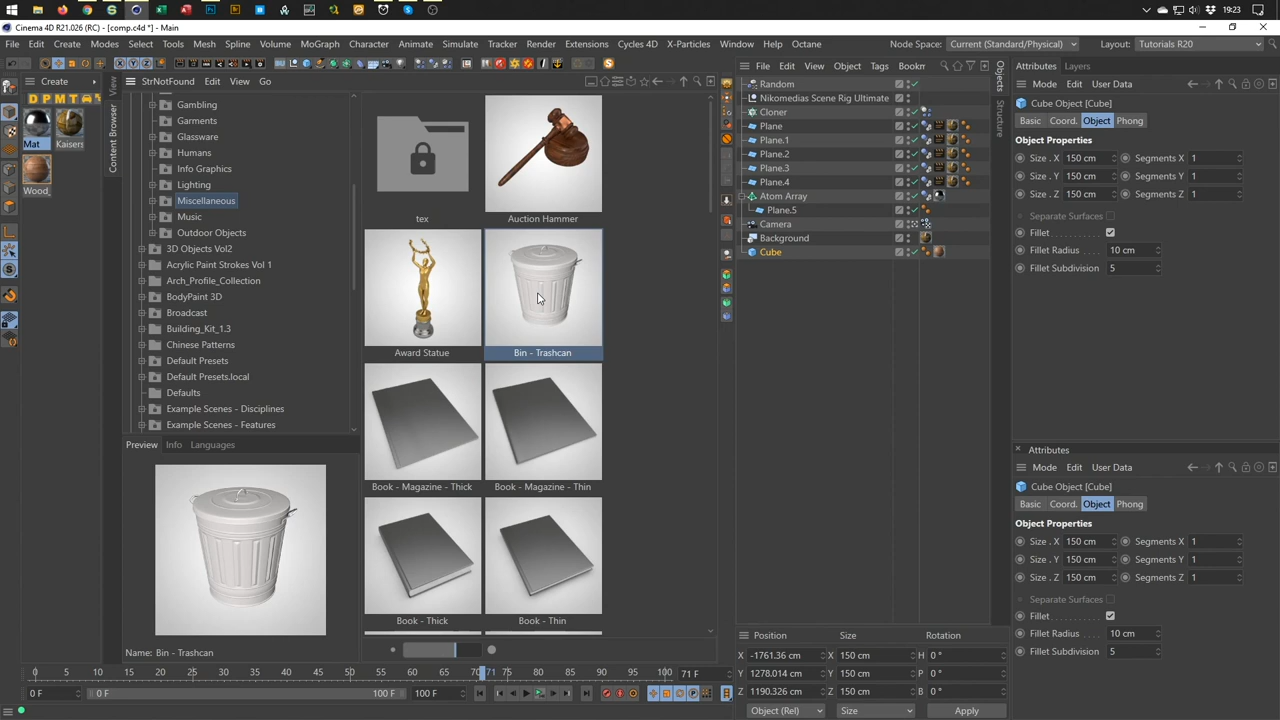 19:23
Cinema 4D R21.026 (RC) - [comp.c4d *] - Main
File Edit Create Modes Select Tools Mesh Spline Volume MoGraph Character Animate Simulate Tracker Render Extensions Cycles 4D X-Particles Window Help Octane Node Space: Current (Standard/Physical) Layout: Tutorials R20
Create
D P M T
Mat
Kaisers
Wood_
View
Content Browser
StrNotFound Edit View Go
Gambling
Garments
Glassware
Humans
Info Graphics
Lighting
Miscellaneous
Music
Outdoor Objects
3D Objects Vol2
Acrylic Paint Strokes Vol 1
Arch_Profile_Collection
BodyPaint 3D
Broadcast
Building_Kit_1.3
Chinese Patterns
Default Presets
Default Presets.local
Defaults
Example Scenes - Disciplines
Example Scenes - Features
Preview Info Languages
Name: Bin - Trashcan
tex
Auction Hammer
Award Statue
Bin - Trashcan
Book - Magazine - Thick
Book - Magazine - Thin
Book - Thick
Book - Thin
File Edit View Object Tags Bookm
Random
Nikomedias Scene Rig Ultimate
Cloner
Plane
Plane.1
Plane.2
Plane.3
Plane.4
Atom Array
Plane.5
Camera
Background
Cube
Objects
Structure
Attributes Layers
Mode Edit User Data
Cube Object [Cube]
Basic Coord. Object Phong
Object Properties
Size . X 150 cm Segments X 1
Size . Y 150 cm Segments Y 1
Size . Z 150 cm Segments Z 1
Separate Surfaces
Fillet
Fillet Radius 10 cm
Fillet Subdivision 5
Attributes
Mode Edit User Data
Cube Object [Cube]
Basic Coord. Object Phong
Object Properties
Size . X 150 cm Segments X 1
Size . Y 150 cm Segments Y 1
Size . Z 150 cm Segments Z 1
Separate Surfaces
Fillet
Fillet Radius 10 cm
Fillet Subdivision 5
Position Size Rotation
X -1761.36 cm X 150 cm H 0 °
Y 1278.014 cm Y 150 cm P 0 °
Z 1190.326 cm Z 150 cm B 0 °
Object (Rel) Size Apply
0 5 10 15 20 25 30 35 40 45 50 55 60 65 70 71 75 80 85 90 95 100 71 F
0 F 0 F 100 F 100 F